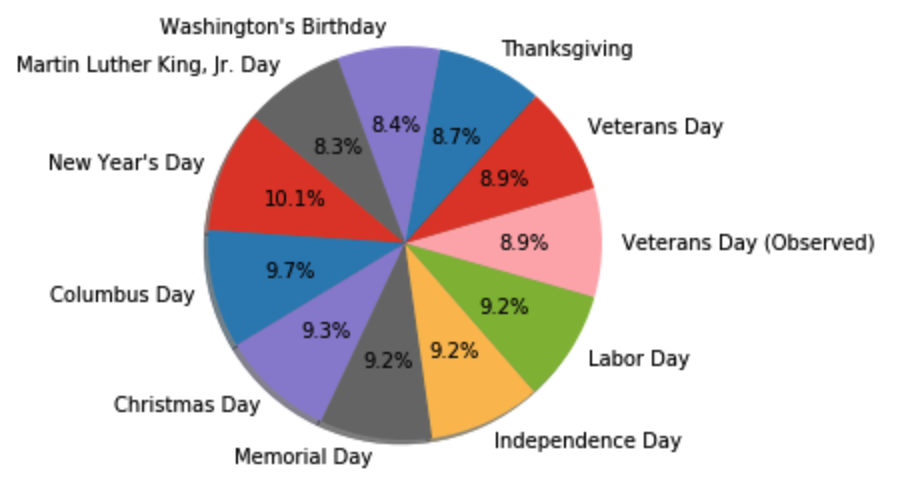 Washington's Birthday
Thanksgiving
Martin Luther King, Jr. Day
8.4%
Veterans Day
8.7%
8.3%
New Year's Day
8.9%
10.1%
8.9%
Veterans Day (Observed)
9.7%
Columbus Day
9.2%
9.3%
9.2%
9.2%
Labor Day
Christmas Day
Independence Day
Memorial Day